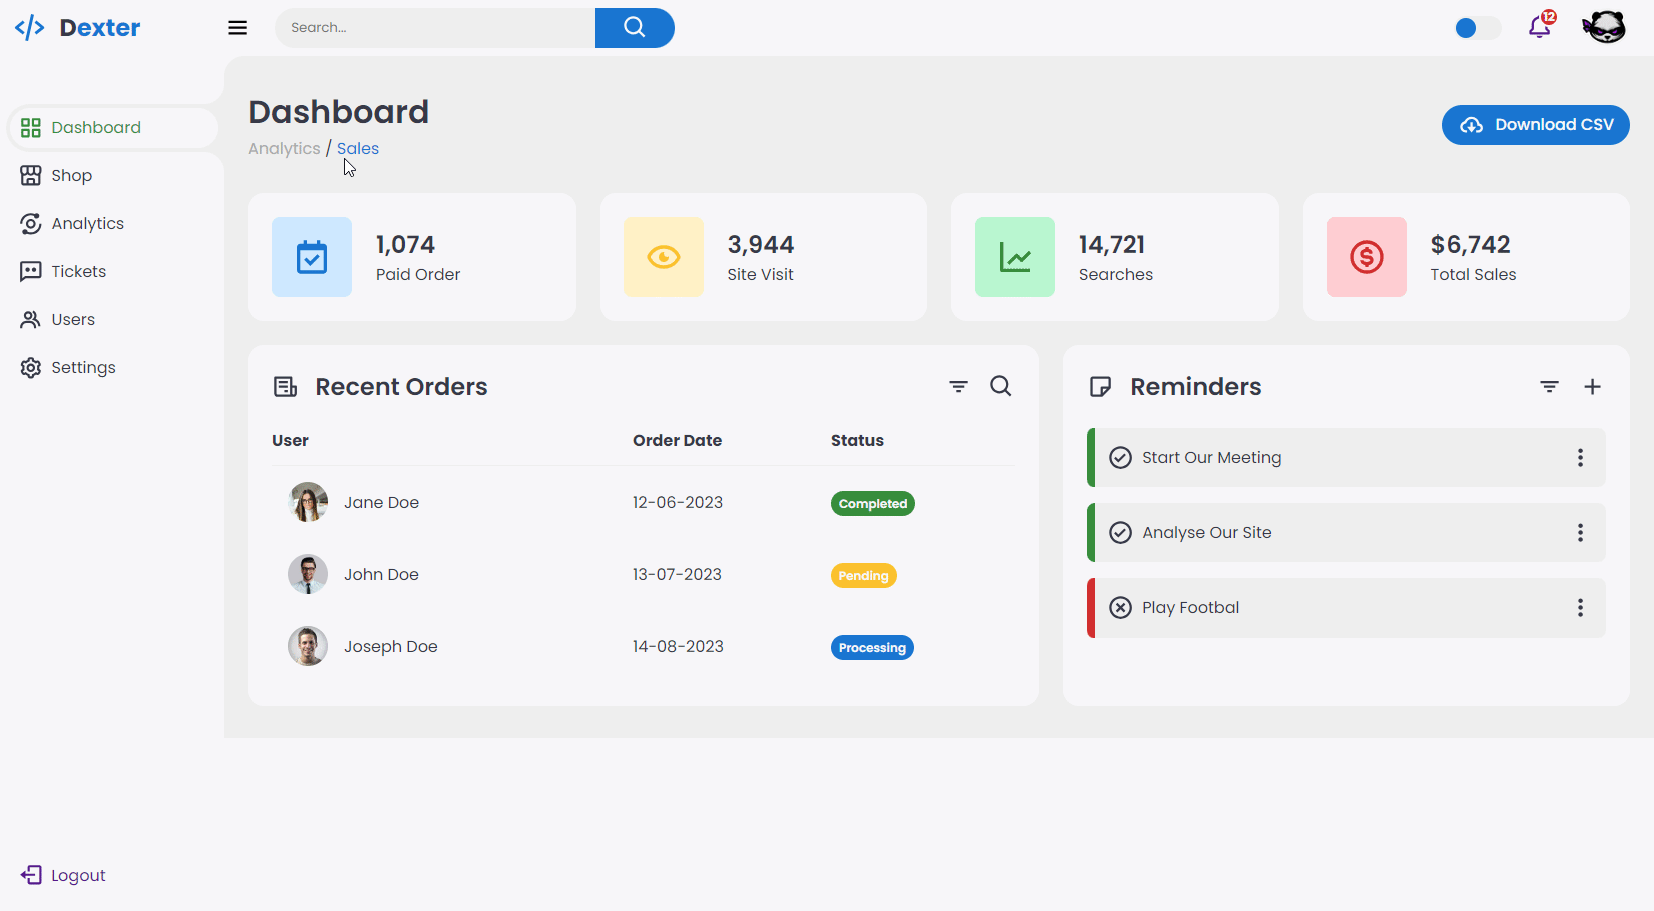 </> Dexter
Search...
12
Dashboard
Shop
Analytics
Tickets
Users
Settings
Logout
Dashboard
Analytics / Sales
Download CSV
1,074
Paid Order
3,944
Site Visit
14,721
Searches
$6,742
Total Sales
Recent Orders
User Order Date Status
Jane Doe 12-06-2023 Completed
John Doe 13-07-2023 Pending
Joseph Doe 14-08-2023 Processing
Reminders
Start Our Meeting
Analyse Our Site
Play Footbal